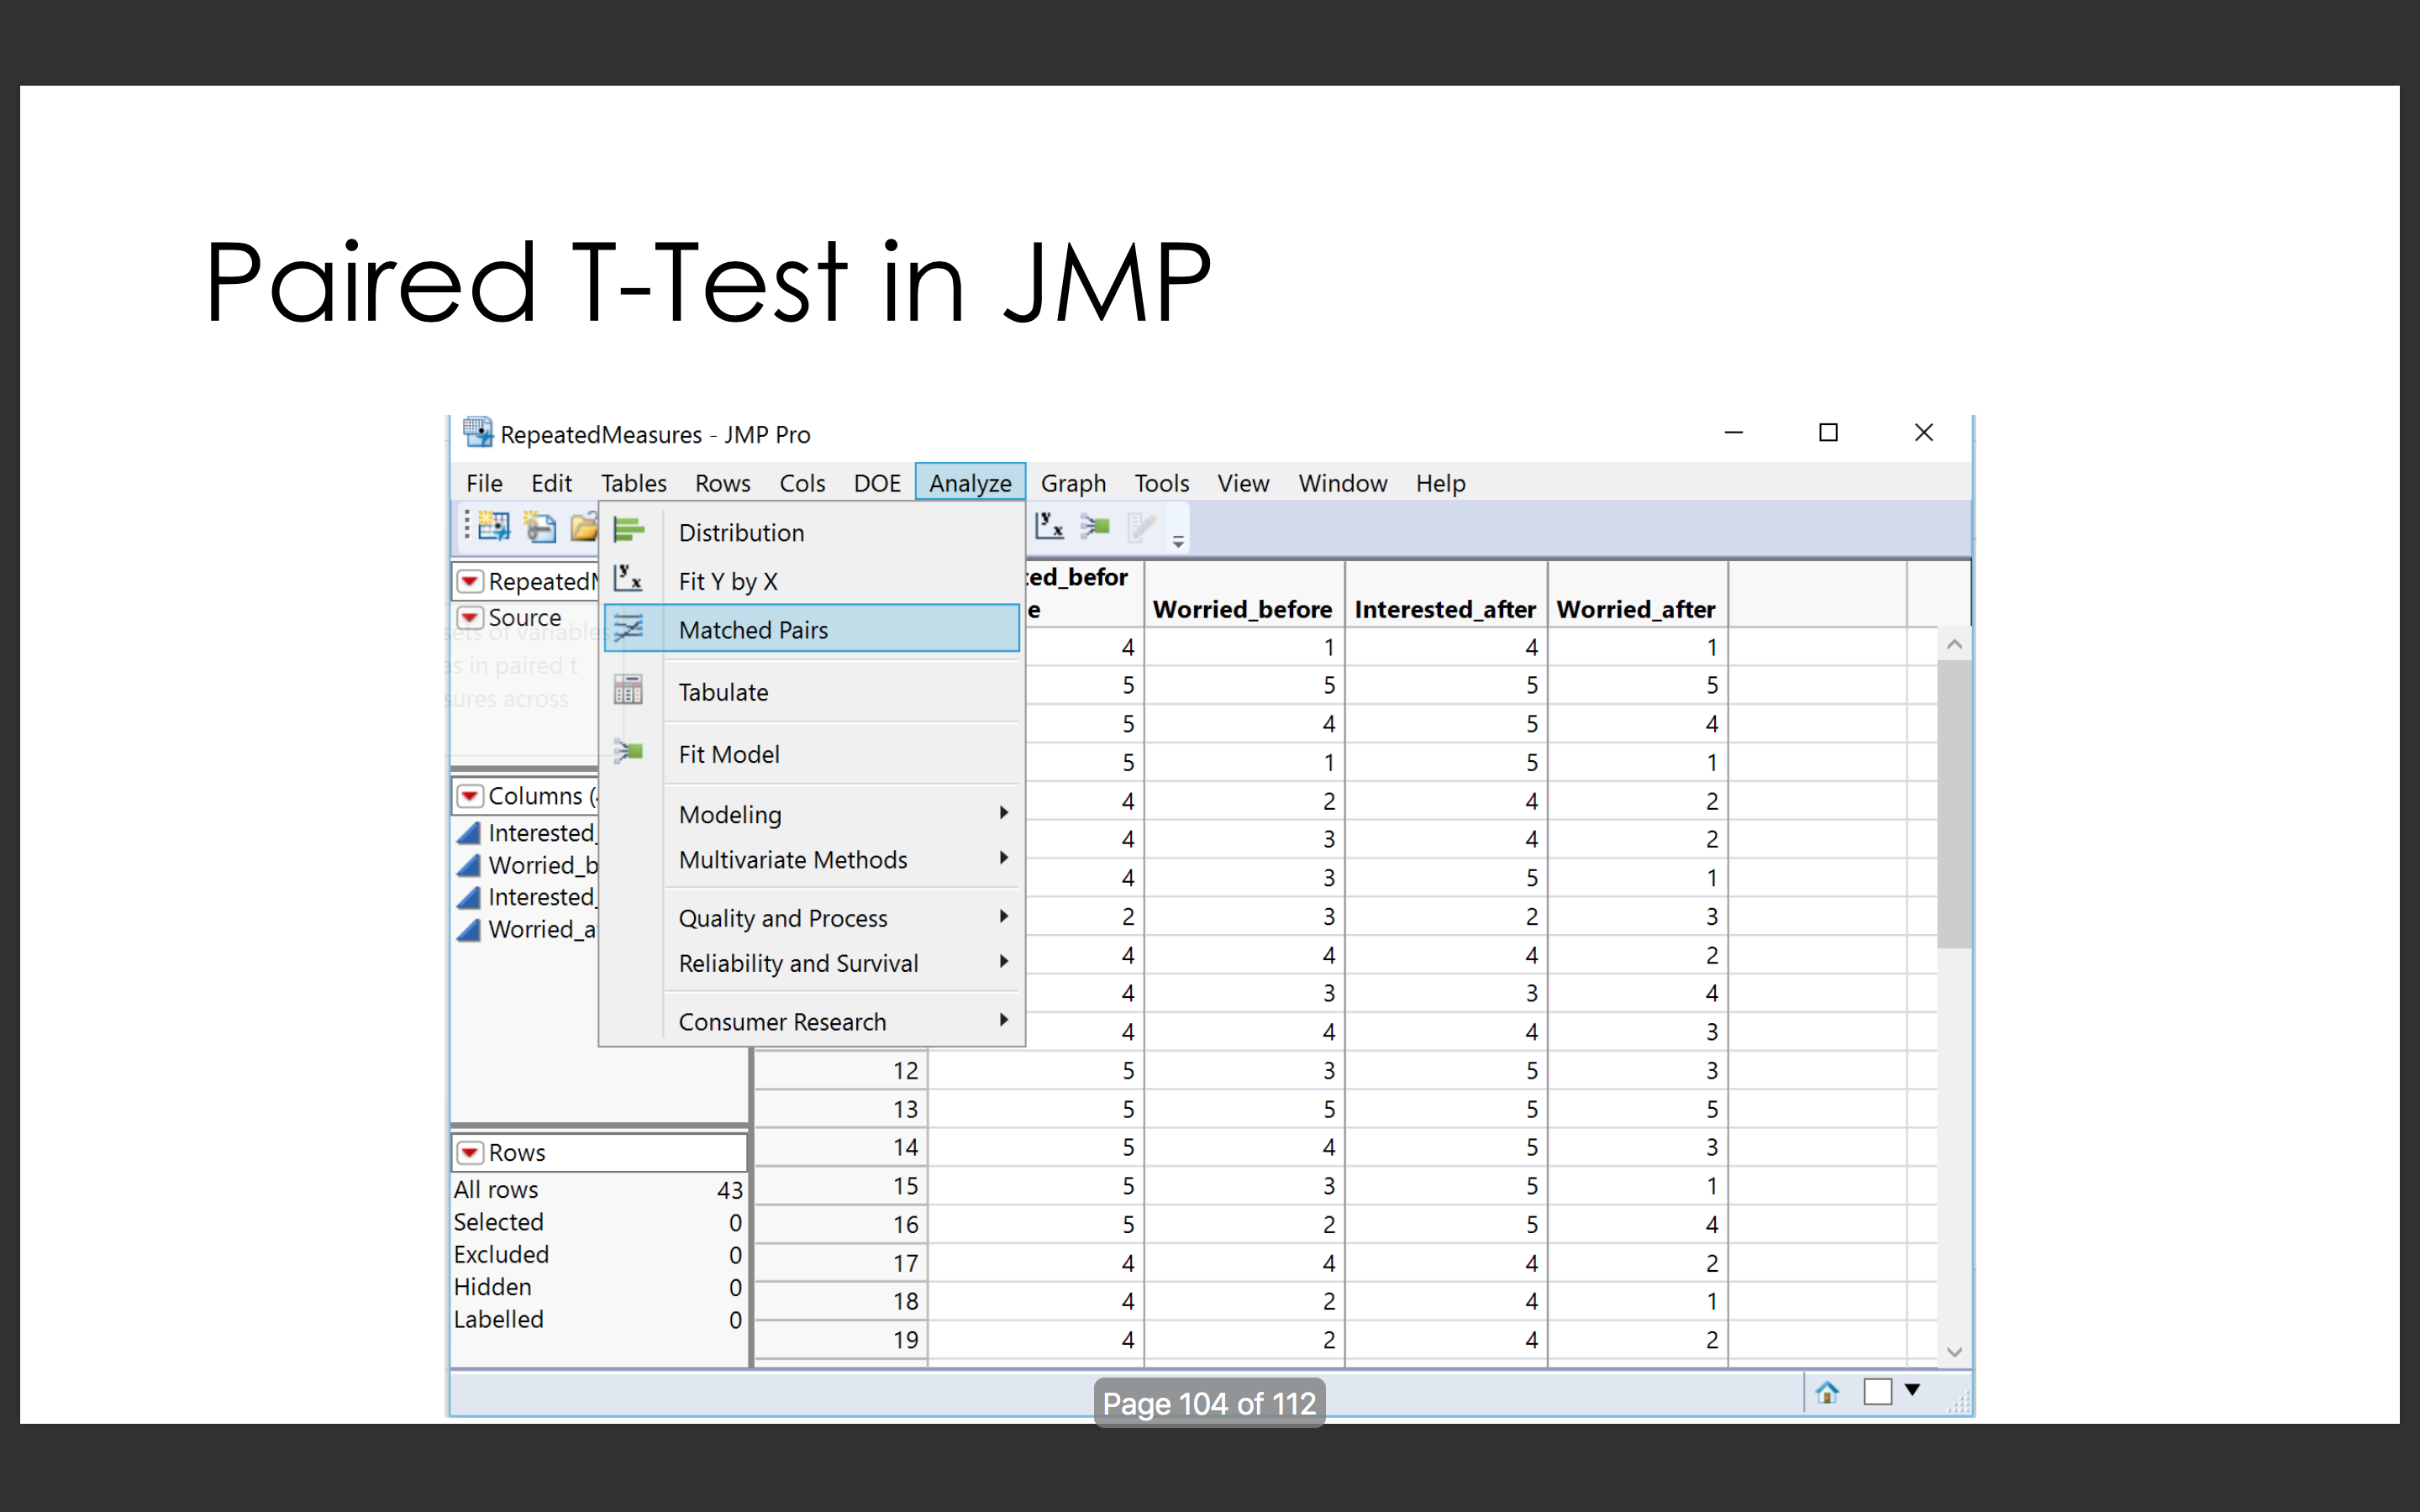 Paired T-Test in JMP
RepeatedMeasures - JMP Pro
File Edit Tables Rows Cols DOE Analyze Graph Tools View Window Help
Distribution
Fit Y by X
Matched Pairs
Tabulate
Fit Model
Modeling
Multivariate Methods
Quality and Process
Reliability and Survival
Consumer Research
RepeatedM
Source
sets of variables
as in paired t
sures across
Columns (
Interested_
Worried_b
Interested_
Worried_a
Rows
All rows 43
Selected 0
Excluded 0
Hidden 0
Labelled 0
ted_befor
e Worried_before Interested_after Worried_after
4 1 4 1
5 5 5 5
5 4 5 4
5 1 5 1
4 2 4 2
4 3 4 2
4 3 5 1
2 3 2 3
4 4 4 2
4 3 3 4
4 4 4 3
12 5 3 5 3
13 5 5 5 5
14 5 4 5 3
15 5 3 5 1
16 5 2 5 4
17 4 4 4 2
18 4 2 4 1
19 4 2 4 2
Page 104 of 112